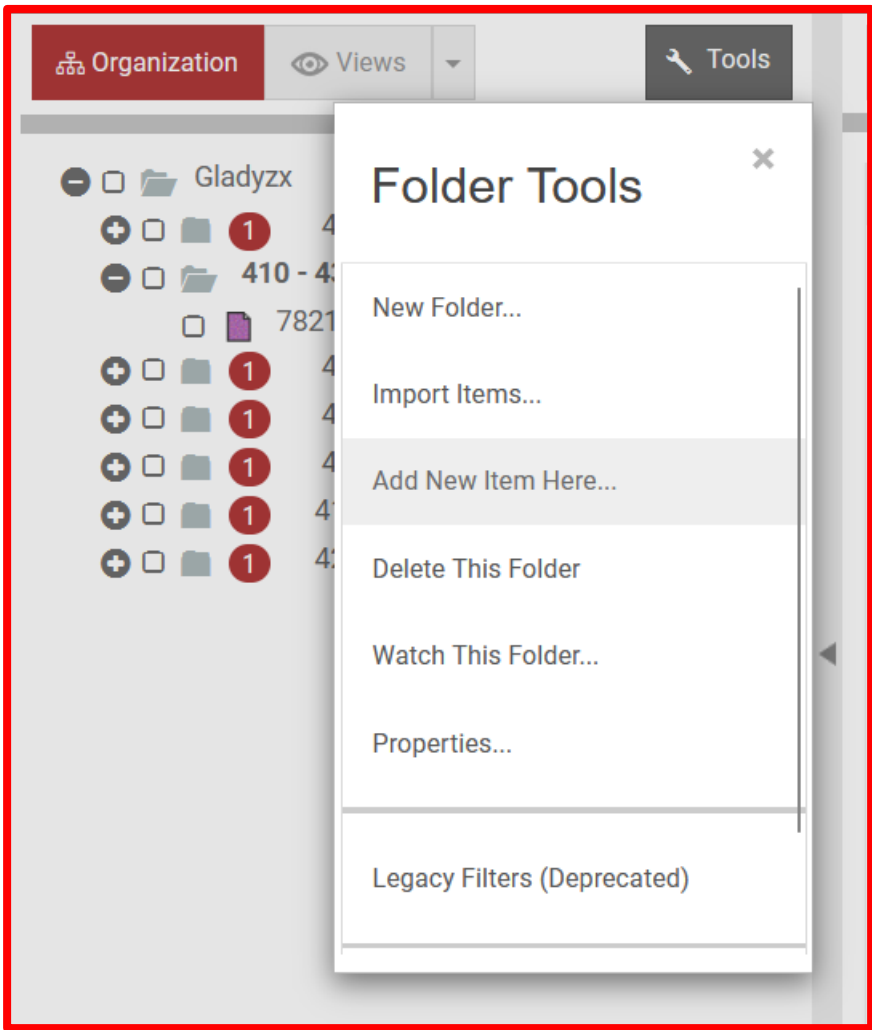 Organization Views Tools
Gladyzx
Folder Tools
1
410 -
7821
1
1
1
1
1
New Folder...
Import Items...
Add New Item Here...
Delete This Folder
Watch This Folder...
Properties...
Legacy Filters (Deprecated)